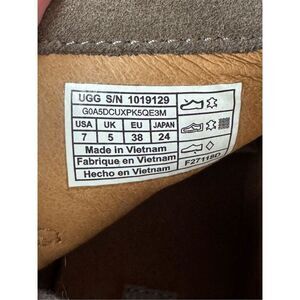 UGG S/N 1019129
G0A5DCUXPK5QE3M
USA UK EU JAPAN
7 5 38 24
Made in Vietnam
Fabrique en Vietnam
Hecho en Vietnam
F27118D